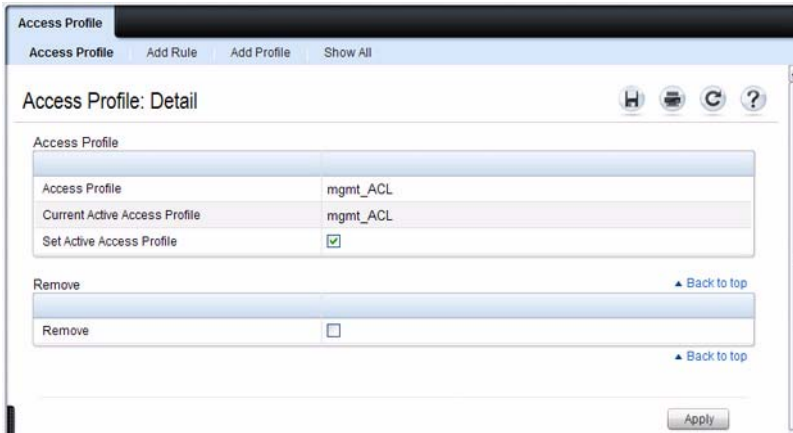 Access Profile
Access Profile Add Rule Add Profile Show All
Access Profile: Detail
Access Profile
Access Profile mgmt_ACL
Current Active Access Profile mgmt_ACL
Set Active Access Profile
Remove Back to top
Remove
Back to top
Apply